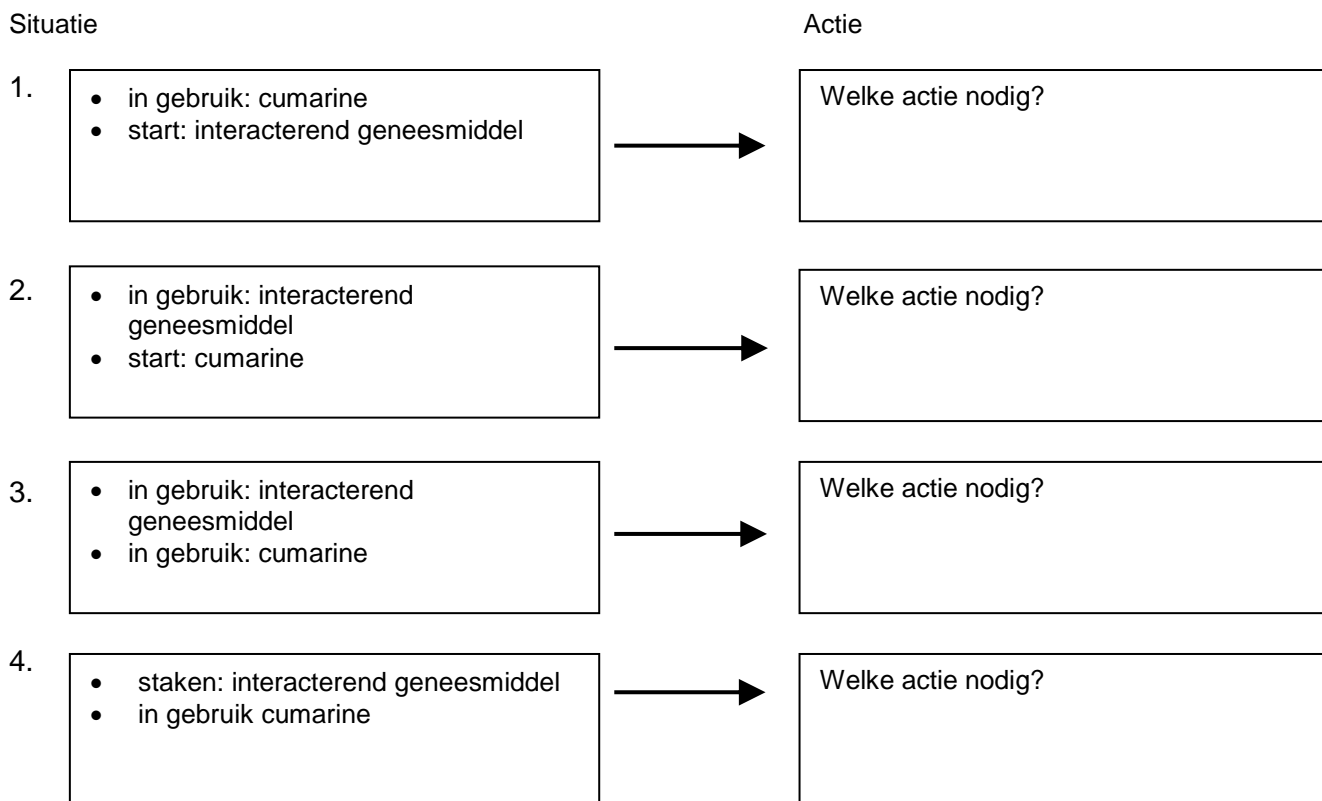 Situatie
Actie
1.
• in gebruik: cumarine
• start: interacterend geneesmiddel
Welke actie nodig?
2.
• in gebruik: interacterend
geneesmiddel
• start: cumarine
Welke actie nodig?
3.
• in gebruik: interacterend
geneesmiddel
• in gebruik: cumarine
Welke actie nodig?
4.
• staken: interacterend geneesmiddel
• in gebruik cumarine
Welke actie nodig?